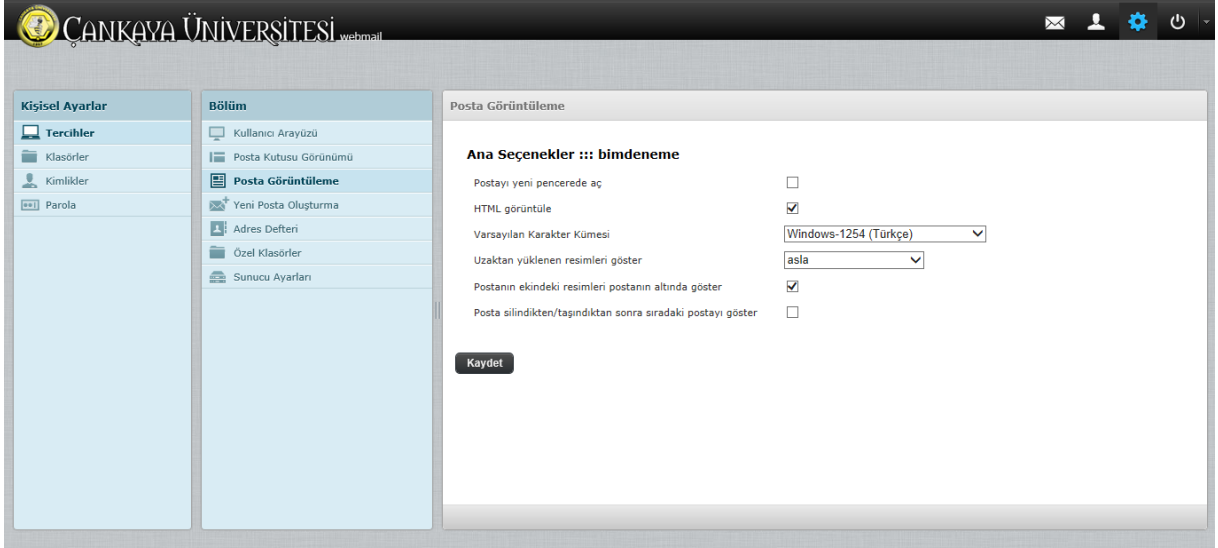 ÇANKAYA ÜNİVERSİTESİ webmail
Kişisel Ayarlar
Tercihler
Klasörler
Kimlikler
Parola
Bölüm
Kullanıcı Arayüzü
Posta Kutusu Görünümü
Posta Görüntüleme
Yeni Posta Oluşturma
Adres Defteri
Özel Klasörler
Sunucu Ayarları
Posta Görüntüleme
Ana Seçenekler ::: bimdeneme
Postayı yeni pencerede aç
HTML görüntüle
Varsayılan Karakter Kümesi Windows-1254 (Türkçe)
Uzaktan yüklenen resimleri göster asla
Postanın ekindeki resimleri postanın altında göster
Posta silindikten/taşındıktan sonra sıradaki postayı göster
Kaydet